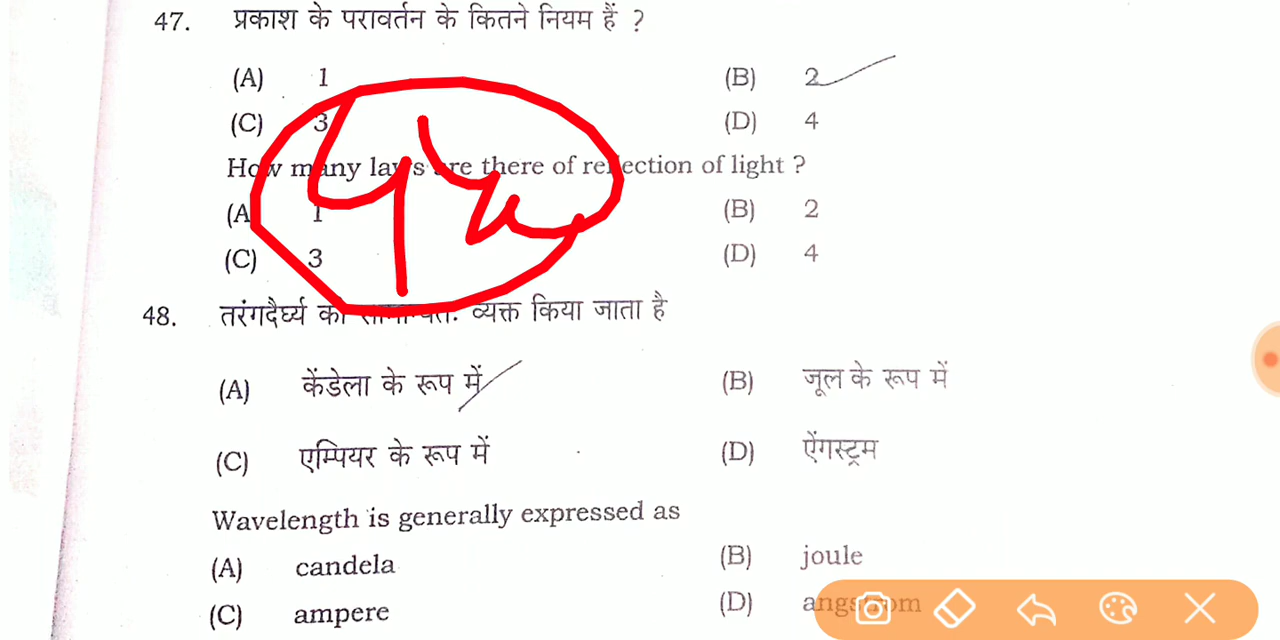 47. प्रकाश के परावर्तन के कितने नियम हैं ?
(A) 1 (B) 2
(C) 3 (D) 4
How many laws are there of reflection of light ?
(A) 1 (B) 2
(C) 3 (D) 4
48. तरंगदैर्घ्य को सामान्यतः व्यक्त किया जाता है
(A) केंडेला के रूप में (B) जूल के रूप में
(C) एम्पियर के रूप में (D) ऐंगस्ट्रम
Wavelength is generally expressed as
(A) candela (B) joule
(C) ampere (D) angstrom